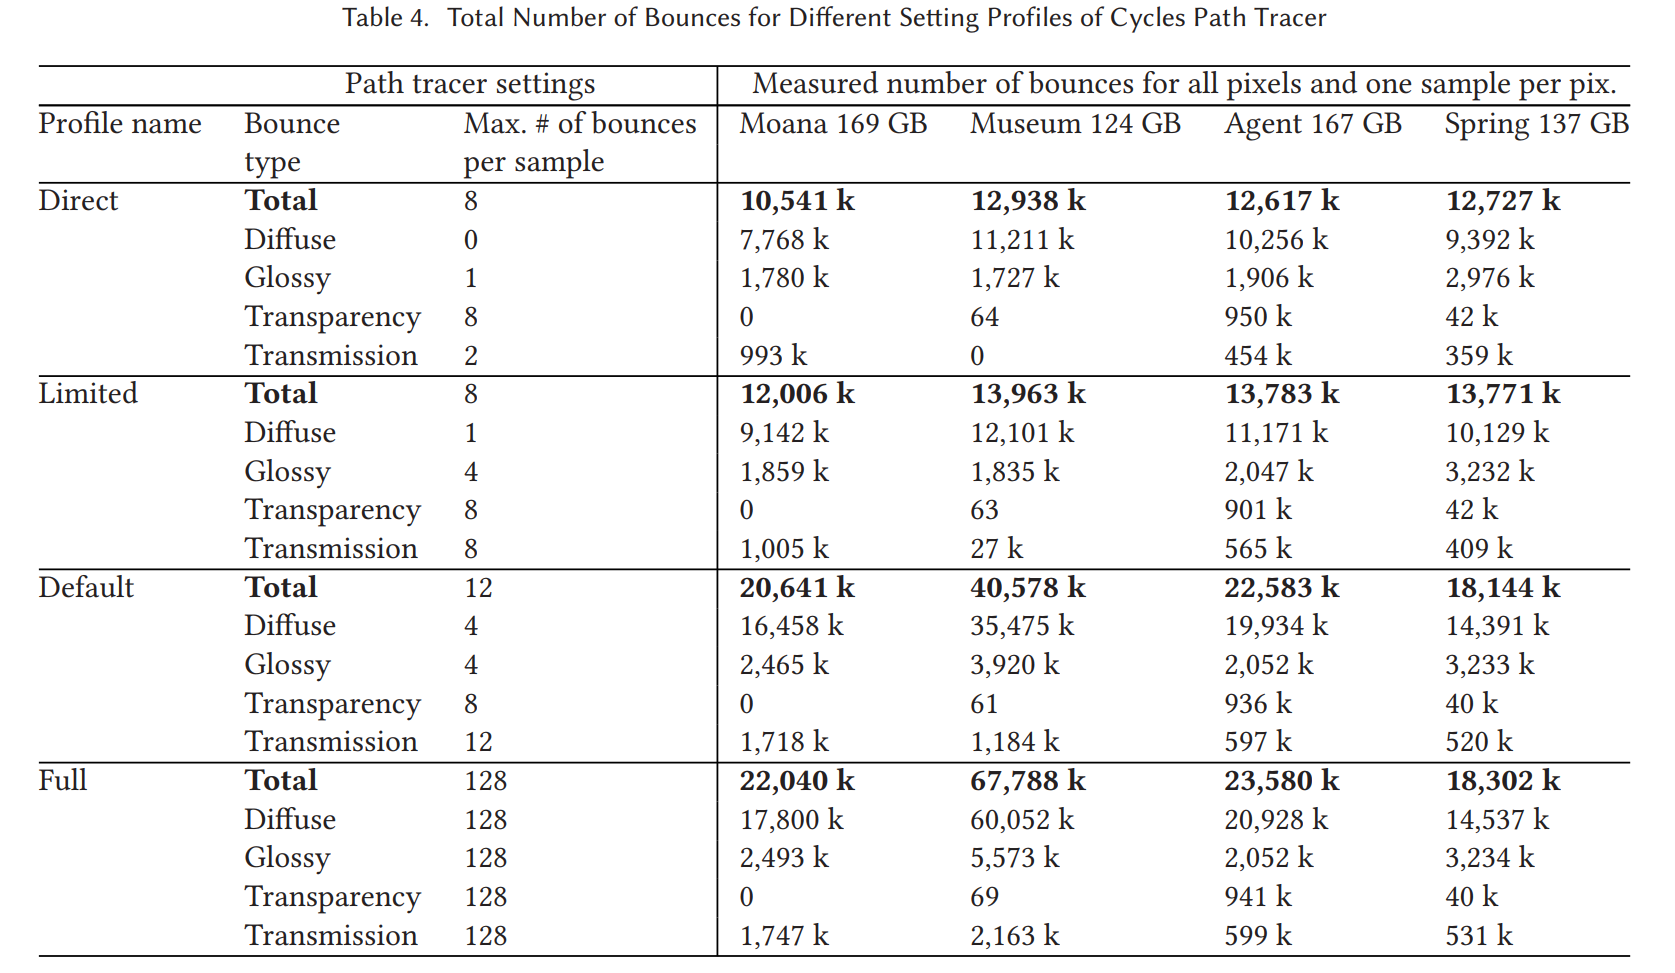 Table 4. Total Number of Bounces for Different Setting Profiles of Cycles Path Tracer
Path tracer settings Measured number of bounces for all pixels and one sample per pix.
Profile name Bounce Max. # of bounces Moana 169 GB Museum 124 GB Agent 167 GB Spring 137 GB
type per sample
Direct Total 8 10,541 k 12,938 k 12,617 k 12,727 k
Diffuse 0 7,768 k 11,211 k 10,256 k 9,392 k
Glossy 1 1,780 k 1,727 k 1,906 k 2,976 k
Transparency 8 0 64 950 k 42 k
Transmission 2 993 k 0 454 k 359 k
Limited Total 8 12,006 k 13,963 k 13,783 k 13,771 k
Diffuse 1 9,142 k 12,101 k 11,171 k 10,129 k
Glossy 4 1,859 k 1,835 k 2,047 k 3,232 k
Transparency 8 0 63 901 k 42 k
Transmission 8 1,005 k 27 k 565 k 409 k
Default Total 12 20,641 k 40,578 k 22,583 k 18,144 k
Diffuse 4 16,458 k 35,475 k 19,934 k 14,391 k
Glossy 4 2,465 k 3,920 k 2,052 k 3,233 k
Transparency 8 0 61 936 k 40 k
Transmission 12 1,718 k 1,184 k 597 k 520 k
Full Total 128 22,040 k 67,788 k 23,580 k 18,302 k
Diffuse 128 17,800 k 60,052 k 20,928 k 14,537 k
Glossy 128 2,493 k 5,573 k 2,052 k 3,234 k
Transparency 128 0 69 941 k 40 k
Transmission 128 1,747 k 2,163 k 599 k 531 k